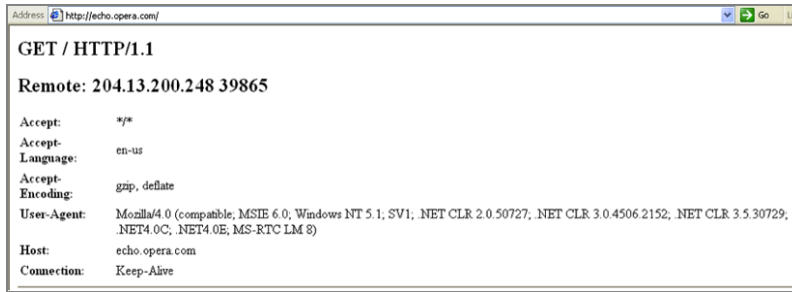 Address http://echo.opera.com/ Go
GET / HTTP/1.1
Remote: 204.13.200.248 39865
Accept: */*
Accept-
Language: en-us
Accept-
Encoding: gzip, deflate
User-Agent: Mozilla/4.0 (compatible; MSIE 6.0; Windows NT 5.1; SV1; .NET CLR 2.0.50727; .NET CLR 3.0.4506.2152; .NET CLR 3.5.30729;
.NET4.0C; .NET4.0E; MS-RTC LM 8)
Host: echo.opera.com
Connection: Keep-Alive